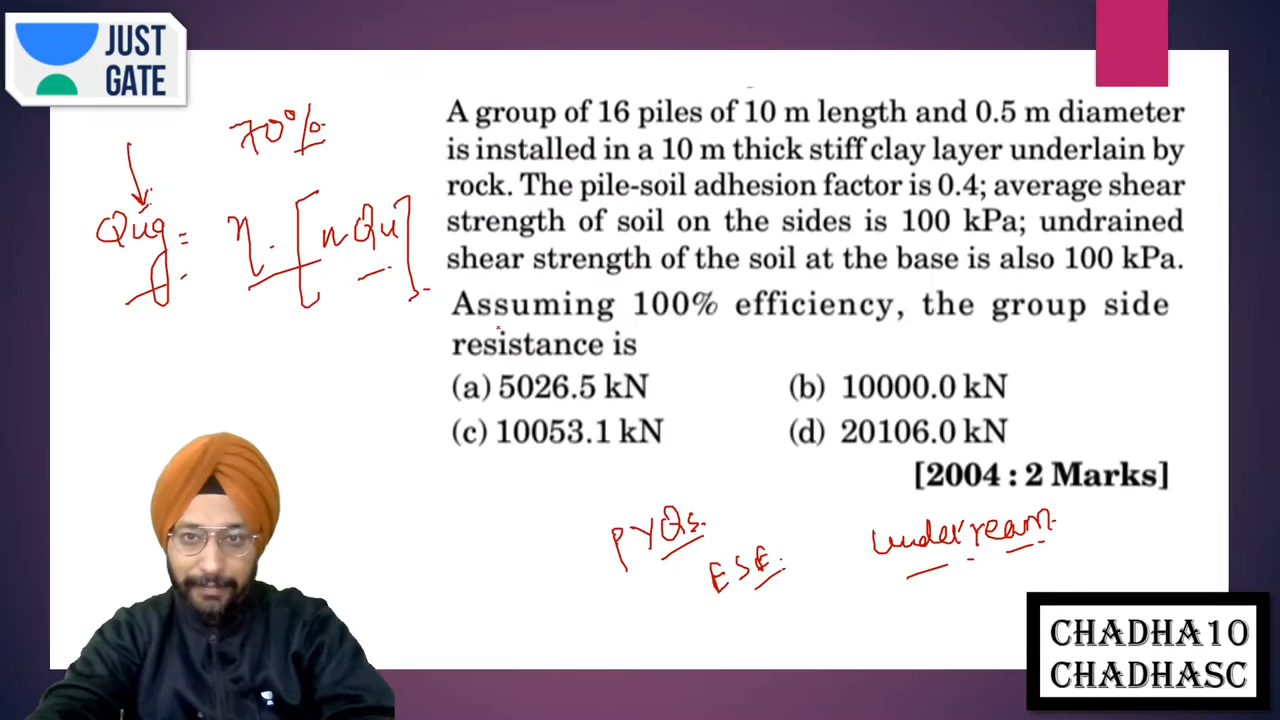 JUST
GATE
70%
Qug = η. [nQu]
A group of 16 piles of 10 m length and 0.5 m diameter
is installed in a 10 m thick stiff clay layer underlain by
rock. The pile-soil adhesion factor is 0.4; average shear
strength of soil on the sides is 100 kPa; undrained
shear strength of the soil at the base is also 100 kPa.
Assuming 100% efficiency, the group side
resistance is
(a) 5026.5 kN (b) 10000.0 kN
(c) 10053.1 kN (d) 20106.0 kN
[2004 : 2 Marks]
PYQs.
ESE.
underream.
CHADHA10
CHADHASC